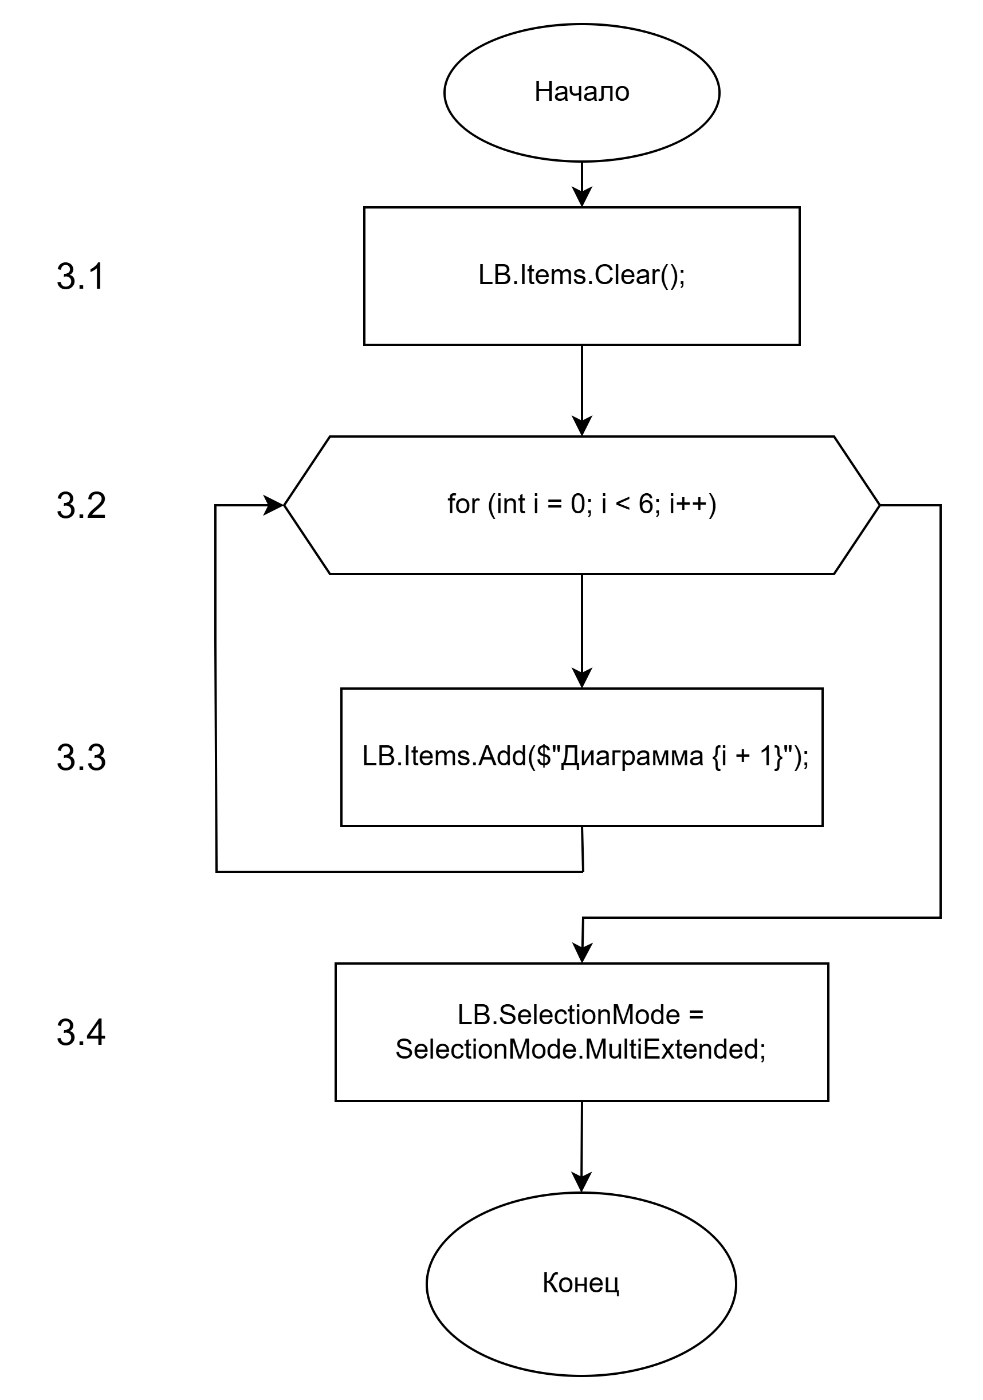 Начало
3.1
LB.Items.Clear();
3.2
for (int i = 0; i < 6; i++)
3.3
LB.Items.Add($"Диаграмма {i + 1}");
3.4
LB.SelectionMode =
SelectionMode.MultiExtended;
Конец